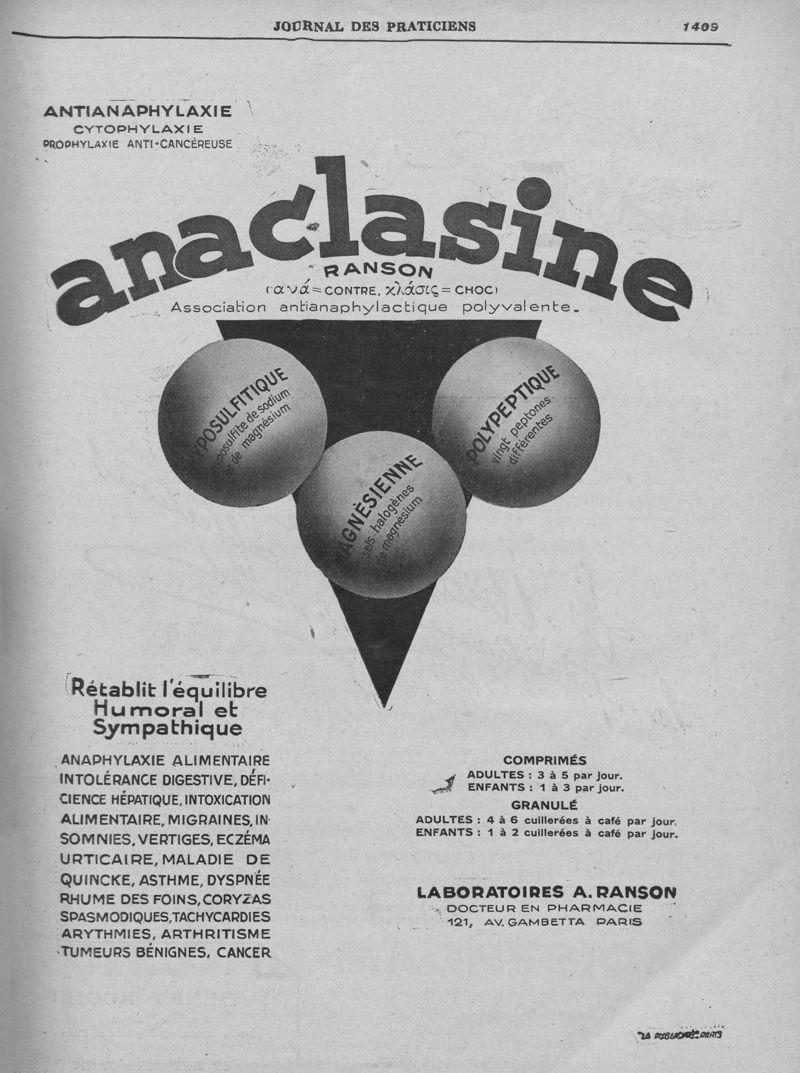 JOURNAL DES PRATICIENS 1409
ANTIANAPHYLAXIE
CYTOPHYLAXIE
PROPHYLAXIE ANTI-CANCÉREUSE
anaclasine
RANSON
(ανά = CONTRE, κλάσις = CHOC)
Association antianaphylactique polyvalente.
HYPOSULFITIQUE
hyposulfite de sodium
et de magnésium
POLYPEPTIQUE
vingt peptones
différentes
MAGNÈSIENNE
sels halogènes
de magnésium
Rétablit l'équilibre
Humoral et
Sympathique
ANAPHYLAXIE ALIMENTAIRE
INTOLÉRANCE DIGESTIVE, DÉFI-
CIENCE HÉPATIQUE, INTOXICATION
ALIMENTAIRE, MIGRAINES, IN
SOMNIES, VERTIGES, ECZÉMA
URTICAIRE, MALADIE DE
QUINCKE, ASTHME, DYSPNÉE
RHUME DES FOINS, CORYZAS
SPASMODIQUES, TACHYCARDIES
ARYTHMIES, ARTHRITISME
TUMEURS BÉNIGNES, CANCER
COMPRIMÉS
ADULTES : 3 à 5 par jour.
ENFANTS : 1 à 3 par jour.
GRANULÉ
ADULTES : 4 à 6 cuillerées à café par jour.
ENFANTS : 1 à 2 cuillerées à café par jour.
LABORATOIRES A. RANSON
DOCTEUR EN PHARMACIE
121, AV. GAMBETTA PARIS